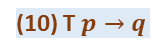 (10) T p → q